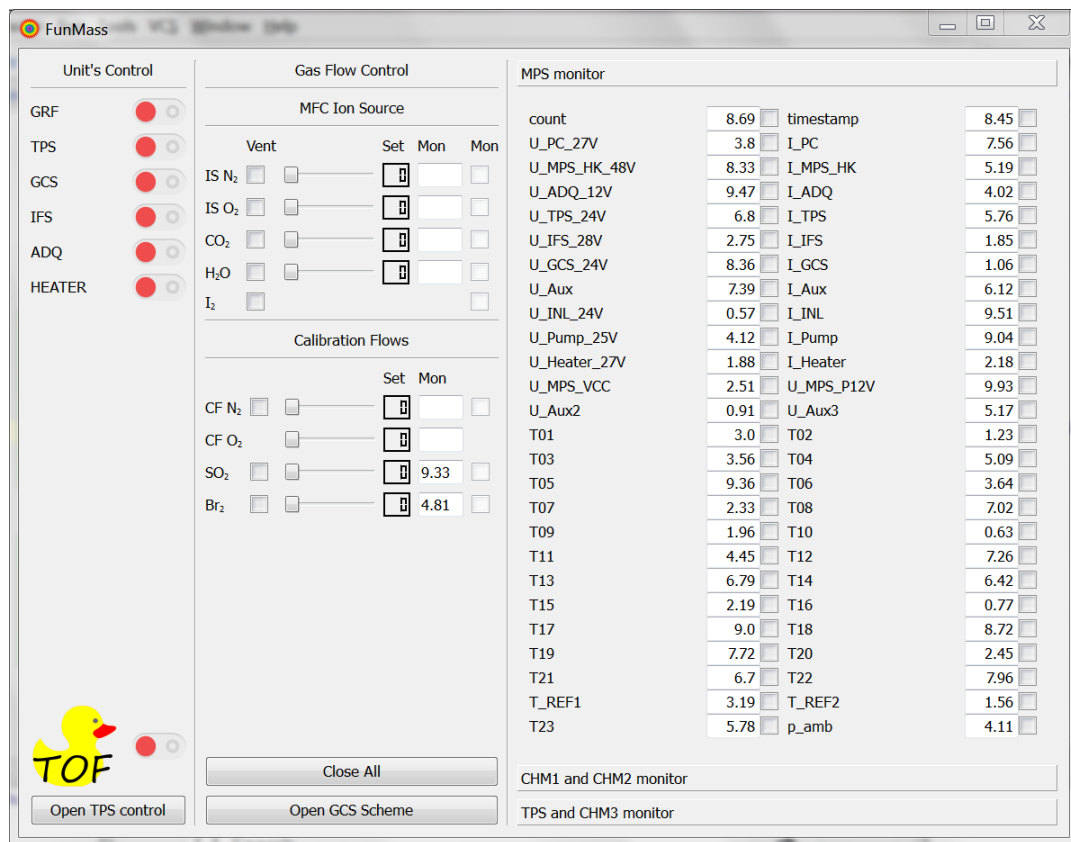 FunMass
Unit's Control
GRF
TPS
GCS
IFS
ADQ
HEATER
TOF
Open TPS control
Gas Flow Control
MFC Ion Source
Vent Set Mon Mon
IS N₂ 0
IS O₂ 0
CO₂ 0
H₂O 0
I₂
Calibration Flows
Set Mon
CF N₂ 0
CF O₂ 0
SO₂ 0 9.33
Br₂ 0 4.81
Close All
Open GCS Scheme
MPS monitor
count 8.69 timestamp 8.45
U_PC_27V 3.8 I_PC 7.56
U_MPS_HK_48V 8.33 I_MPS_HK 5.19
U_ADQ_12V 9.47 I_ADQ 4.02
U_TPS_24V 6.8 I_TPS 5.76
U_IFS_28V 2.75 I_IFS 1.85
U_GCS_24V 8.36 I_GCS 1.06
U_Aux 7.39 I_Aux 6.12
U_INL_24V 0.57 I_INL 9.51
U_Pump_25V 4.12 I_Pump 9.04
U_Heater_27V 1.88 I_Heater 2.18
U_MPS_VCC 2.51 U_MPS_P12V 9.93
U_Aux2 0.91 U_Aux3 5.17
T01 3.0 T02 1.23
T03 3.56 T04 5.09
T05 9.36 T06 3.64
T07 2.33 T08 7.02
T09 1.96 T10 0.63
T11 4.45 T12 7.26
T13 6.79 T14 6.42
T15 2.19 T16 0.77
T17 9.0 T18 8.72
T19 7.72 T20 2.45
T21 6.7 T22 7.96
T_REF1 3.19 T_REF2 1.56
T23 5.78 p_amb 4.11
CHM1 and CHM2 monitor
TPS and CHM3 monitor